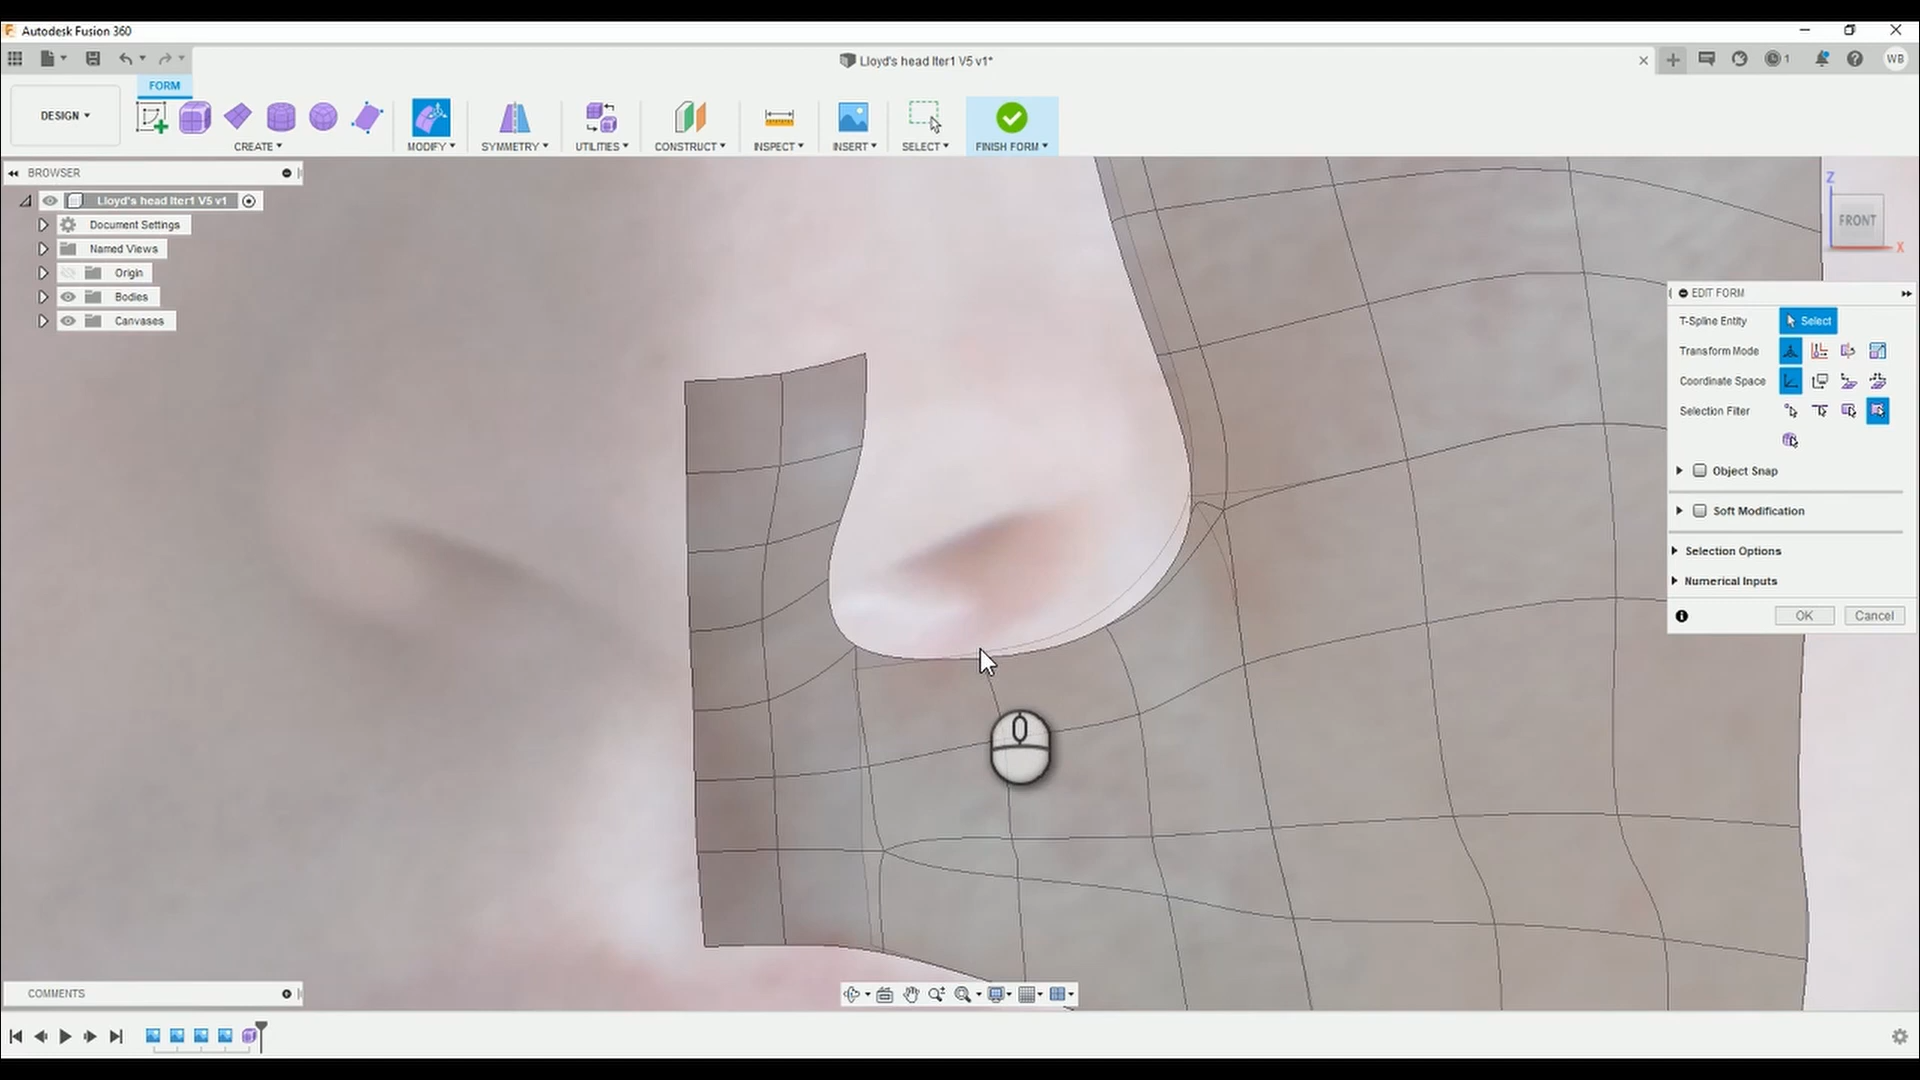 Autodesk Fusion 360
Lloyd's head Iter1 V5 v1*
1
WB
FORM
DESIGN
CREATE
MODIFY
SYMMETRY
UTILITIES
CONSTRUCT
INSPECT
INSERT
SELECT
FINISH FORM
BROWSER
Lloyd's head Iter1 V5 v1
Document Settings
Named Views
Origin
Bodies
Canvases
Z
FRONT
X
EDIT FORM
T-Spline Entity
Select
Transform Mode
Coordinate Space
Selection Filter
Object Snap
Soft Modification
Selection Options
Numerical Inputs
OK
Cancel
COMMENTS